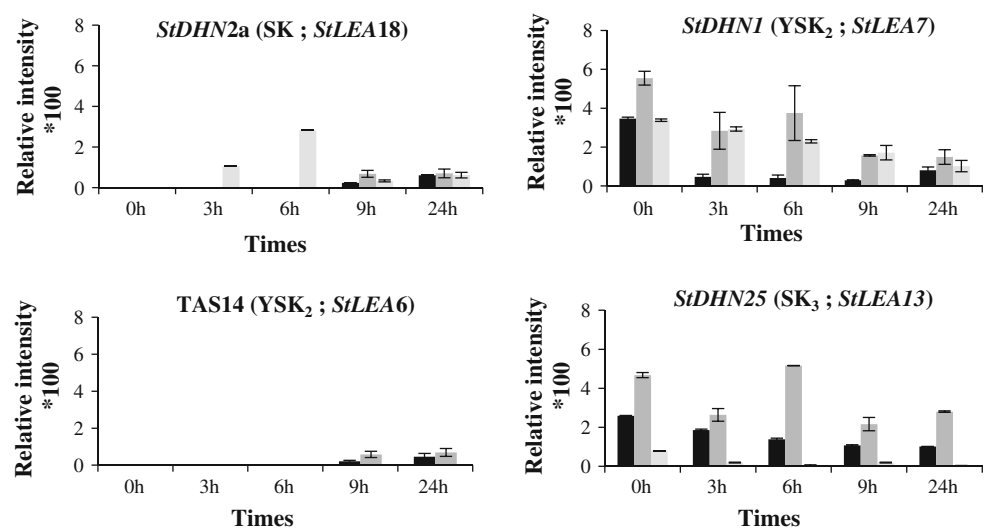 StDHN2a (SK ; StLEA18)
Relative intensity
*100
8
6
4
2
0
0h 3h 6h 9h 24h
Times
StDHN1 (YSK2 ; StLEA7)
Relative intensity
*100
8
6
4
2
0
0h 3h 6h 9h 24h
Times
TAS14 (YSK2 ; StLEA6)
Relative intensity
*100
8
6
4
2
0
0h 3h 6h 9h 24h
Times
StDHN25 (SK3 ; StLEA13)
Relative intensity
*100
8
6
4
2
0
0h 3h 6h 9h 24h
Times